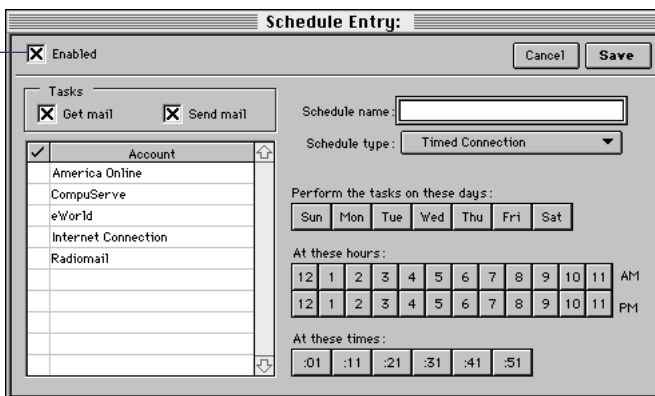 Schedule Entry:
Enabled
Cancel
Save
Tasks
Get mail
Send mail
Schedule name:
Schedule type: Timed Connection
Account
America Online
CompuServe
eWorld
Internet Connection
Radiomail
Perform the tasks on these days:
Sun Mon Tue Wed Thu Fri Sat
At these hours:
12 1 2 3 4 5 6 7 8 9 10 11 AM
12 1 2 3 4 5 6 7 8 9 10 11 PM
At these times:
:01 :11 :21 :31 :41 :51